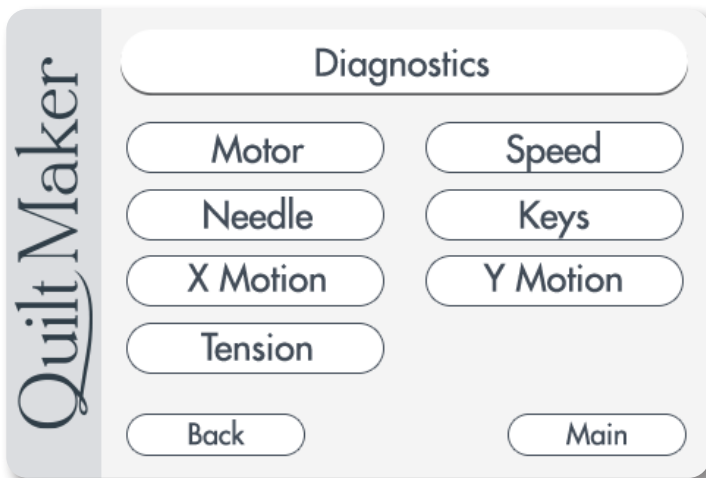 Quilt Maker
Diagnostics
Motor
Speed
Needle
Keys
X Motion
Y Motion
Tension
Back
Main